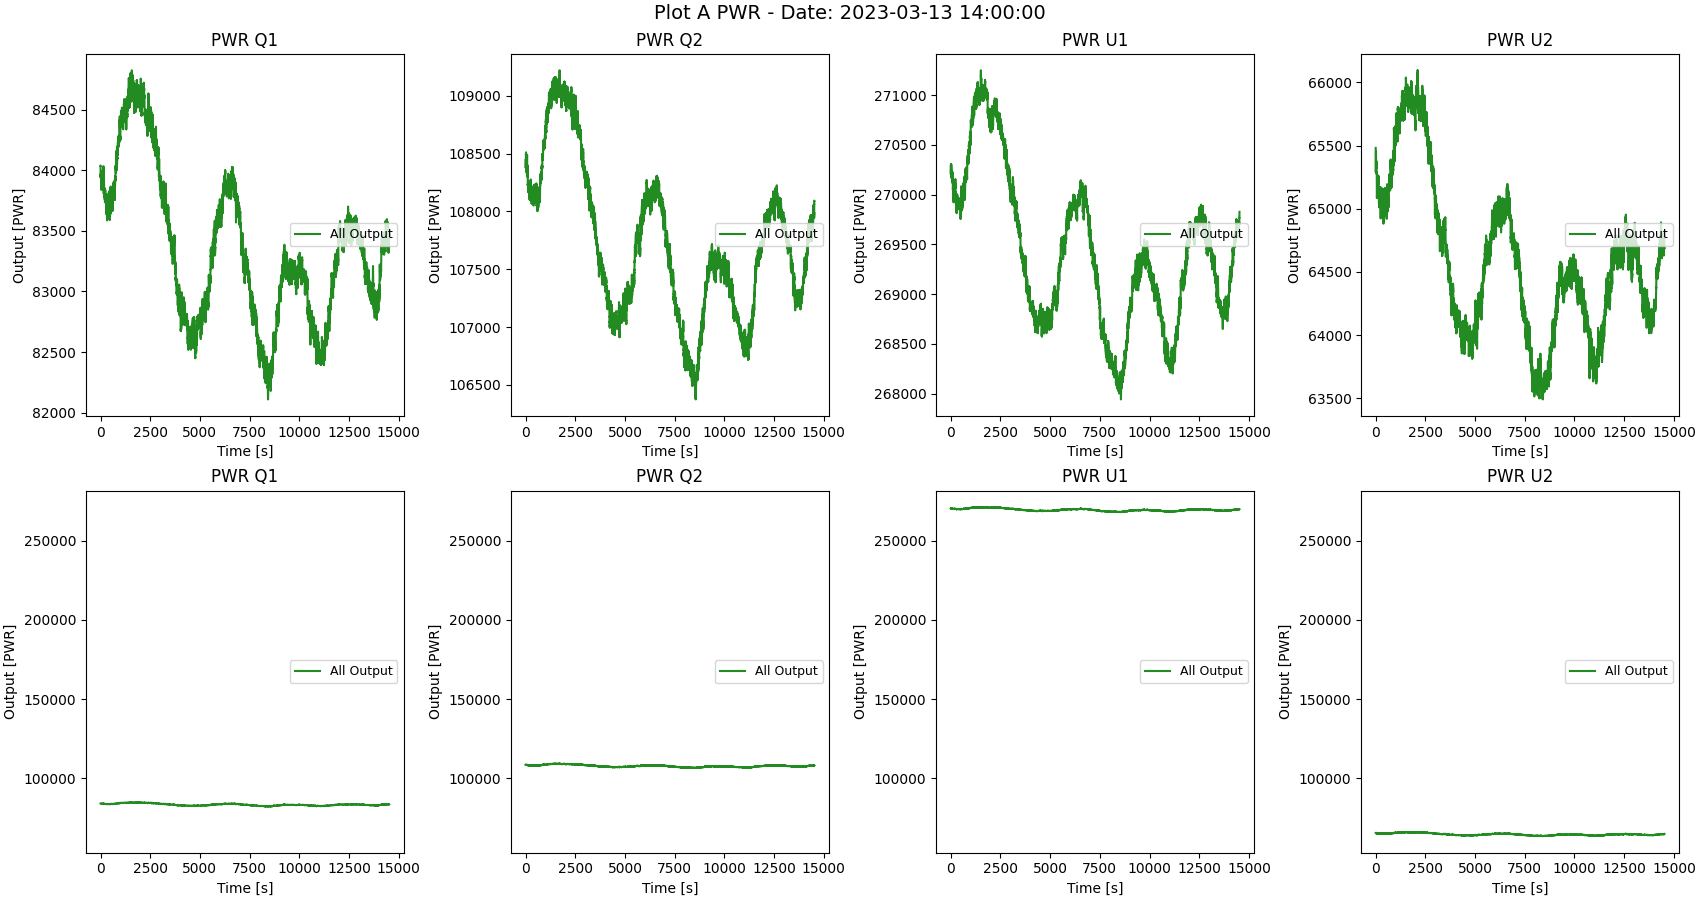 Plot A PWR - Date: 2023-03-13 14:00:00
PWR Q1
PWR Q2
PWR U1
PWR U2
Output [PWR]
84500
84000
83500
83000
82500
82000
All Output
0 2500 5000 7500 10000 12500 15000
Time [s]
Output [PWR]
109000
108500
108000
107500
107000
106500
All Output
0 2500 5000 7500 10000 12500 15000
Time [s]
Output [PWR]
271000
270500
270000
269500
269000
268500
268000
All Output
0 2500 5000 7500 10000 12500 15000
Time [s]
Output [PWR]
66000
65500
65000
64500
64000
63500
All Output
0 2500 5000 7500 10000 12500 15000
Time [s]
PWR Q1
PWR Q2
PWR U1
PWR U2
Output [PWR]
250000
200000
150000
100000
All Output
0 2500 5000 7500 10000 12500 15000
Time [s]
Output [PWR]
250000
200000
150000
100000
All Output
0 2500 5000 7500 10000 12500 15000
Time [s]
Output [PWR]
250000
200000
150000
100000
All Output
0 2500 5000 7500 10000 12500 15000
Time [s]
Output [PWR]
250000
200000
150000
100000
All Output
0 2500 5000 7500 10000 12500 15000
Time [s]